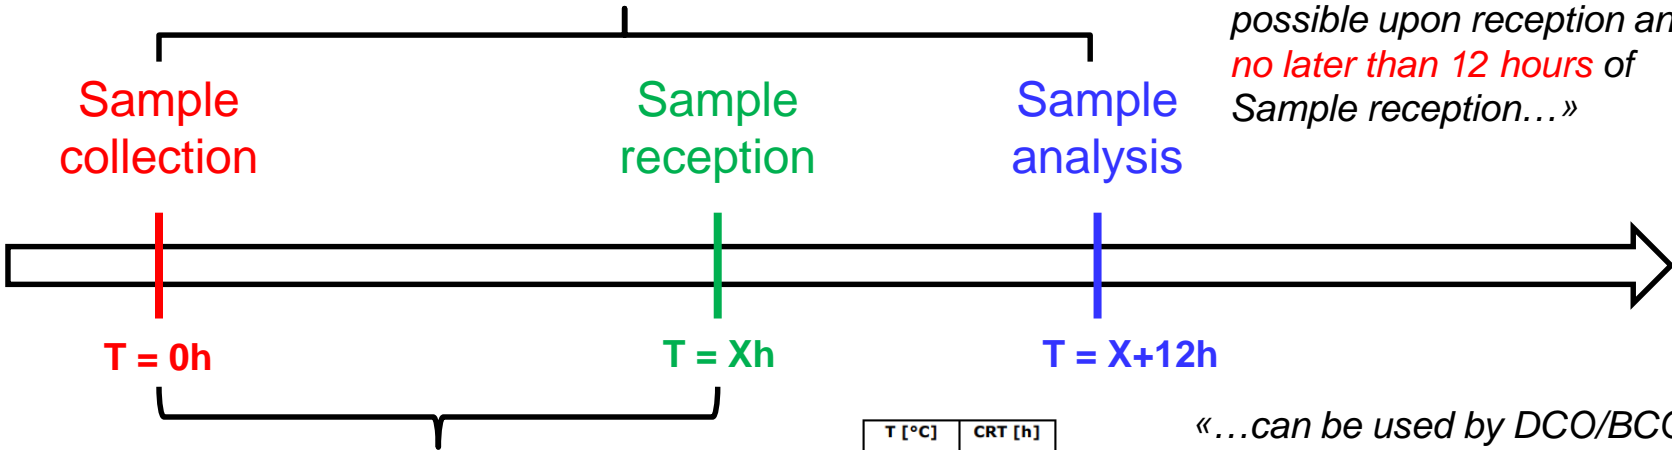 possible upon reception an
no later than 12 hours of
Sample reception…»
Sample
collection
Sample
reception
Sample
analysis
T = 0h
T = Xh
T = X+12h
T [°C] CRT [h]
«…can be used by DCO/BCO